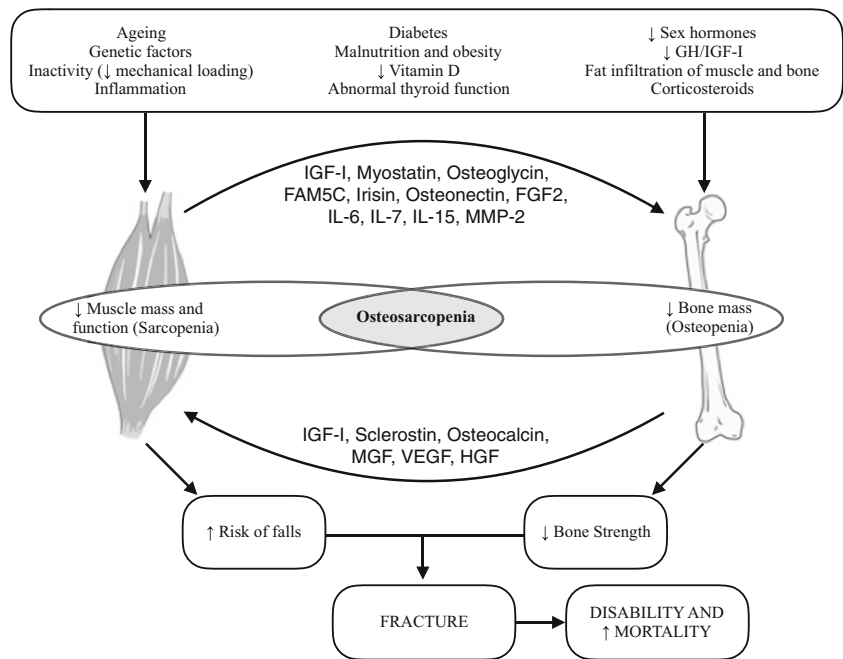 Ageing
Genetic factors
Inactivity (↓ mechanical loading)
Inflammation
Diabetes
Malnutrition and obesity
↓ Vitamin D
Abnormal thyroid function
↓ Sex hormones
↓ GH/IGF-I
Fat infiltration of muscle and bone
Corticosteroids
IGF-I, Myostatin, Osteoglycin,
FAM5C, Irisin, Osteonectin, FGF2,
IL-6, IL-7, IL-15, MMP-2
↓ Muscle mass and
function (Sarcopenia)
Osteosarcopenia
↓ Bone mass
(Osteopenia)
IGF-I, Sclerostin, Osteocalcin,
MGF, VEGF, HGF
↑ Risk of falls
↓ Bone Strength
FRACTURE
DISABILITY AND
↑ MORTALITY